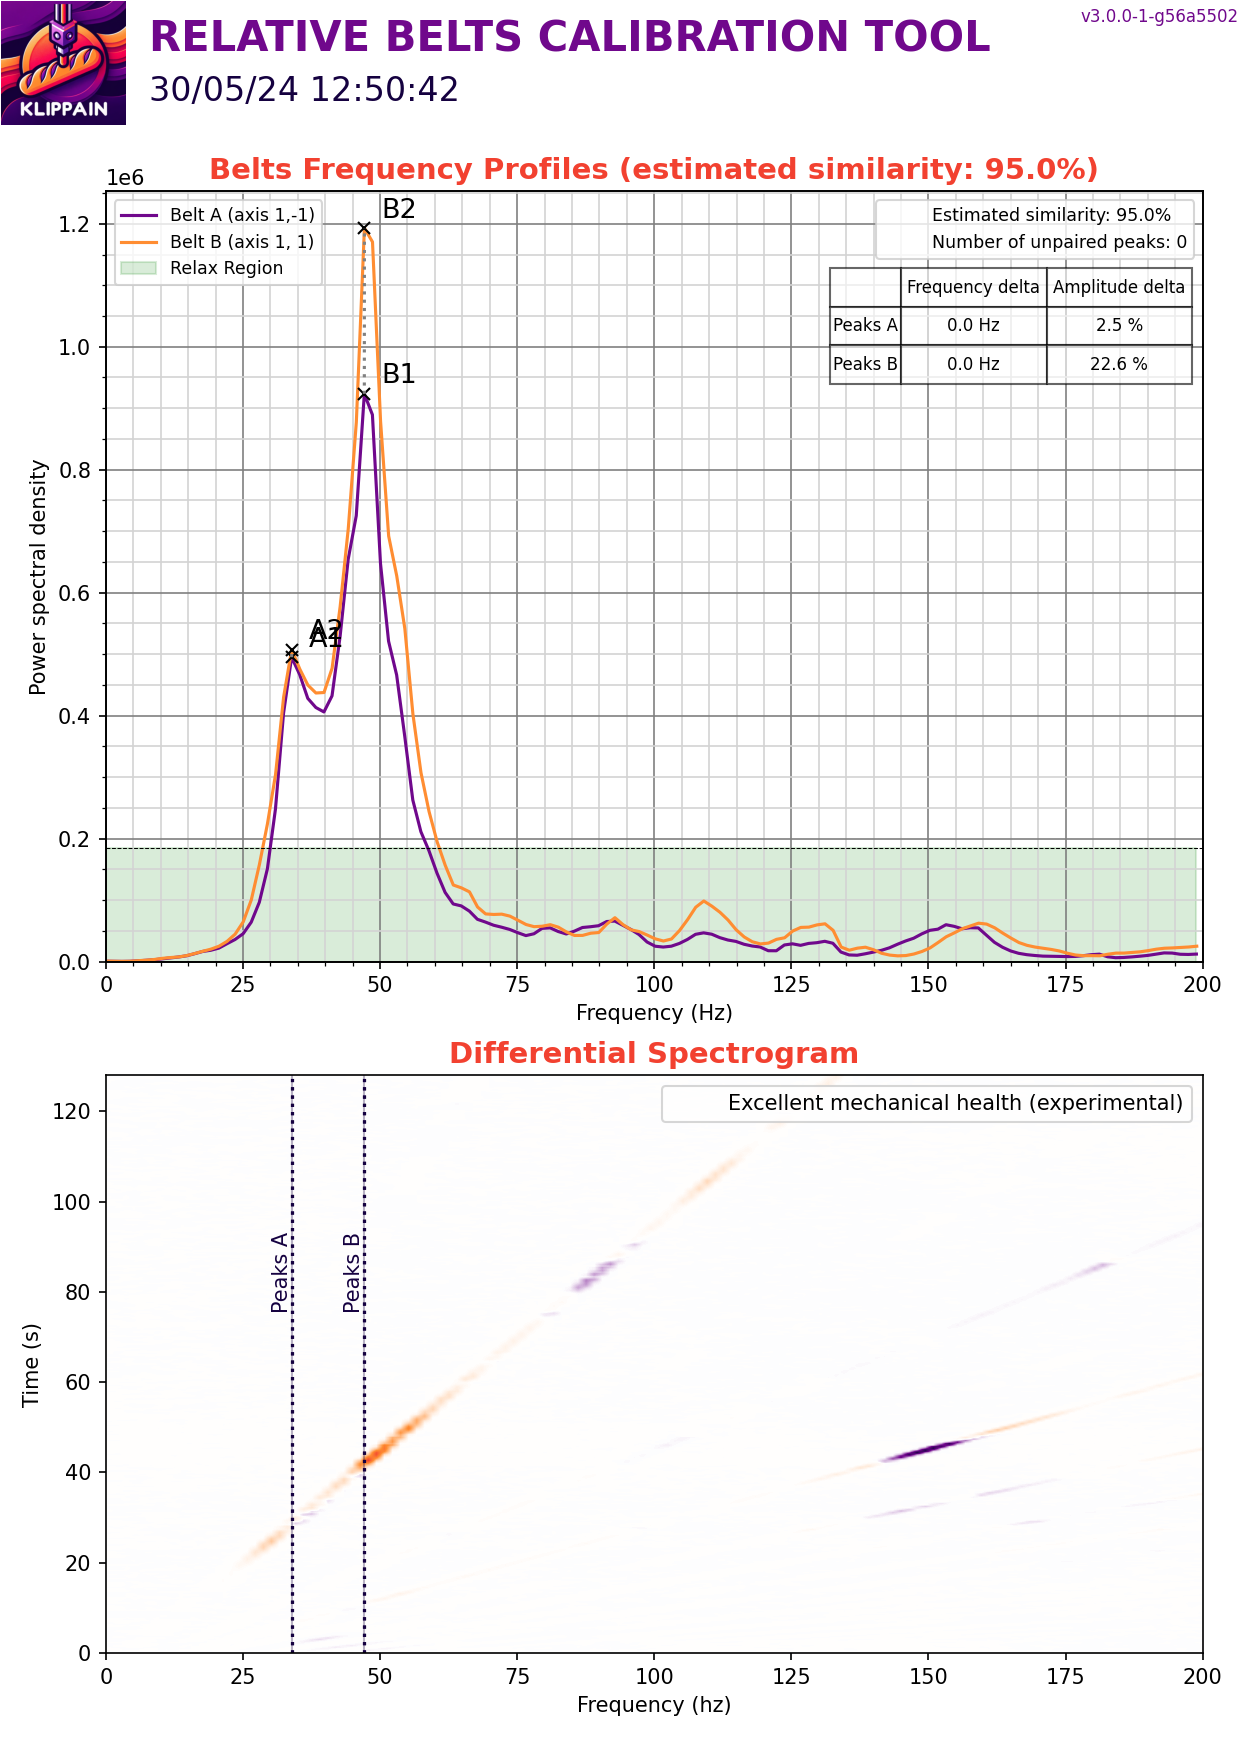 RELATIVE BELTS CALIBRATION TOOL
v3.0.0-1-g56a5502
30/05/24 12:50:42
KLIPPAIN
Belts Frequency Profiles (estimated similarity: 95.0%)
1e6
Belt A (axis 1,-1)
Belt B (axis 1, 1)
Relax Region
Estimated similarity: 95.0%
Number of unpaired peaks: 0
Frequency delta Amplitude delta
Peaks A 0.0 Hz 2.5 %
Peaks B 0.0 Hz 22.6 %
B2
B1
A2
A1
Power spectral density
1.2
1.0
0.8
0.6
0.4
0.2
0.0
0 25 50 75 100 125 150 175 200
Frequency (Hz)
Differential Spectrogram
Excellent mechanical health (experimental)
Peaks A
Peaks B
Time (s)
120
100
80
60
40
20
0
0 25 50 75 100 125 150 175 200
Frequency (hz)